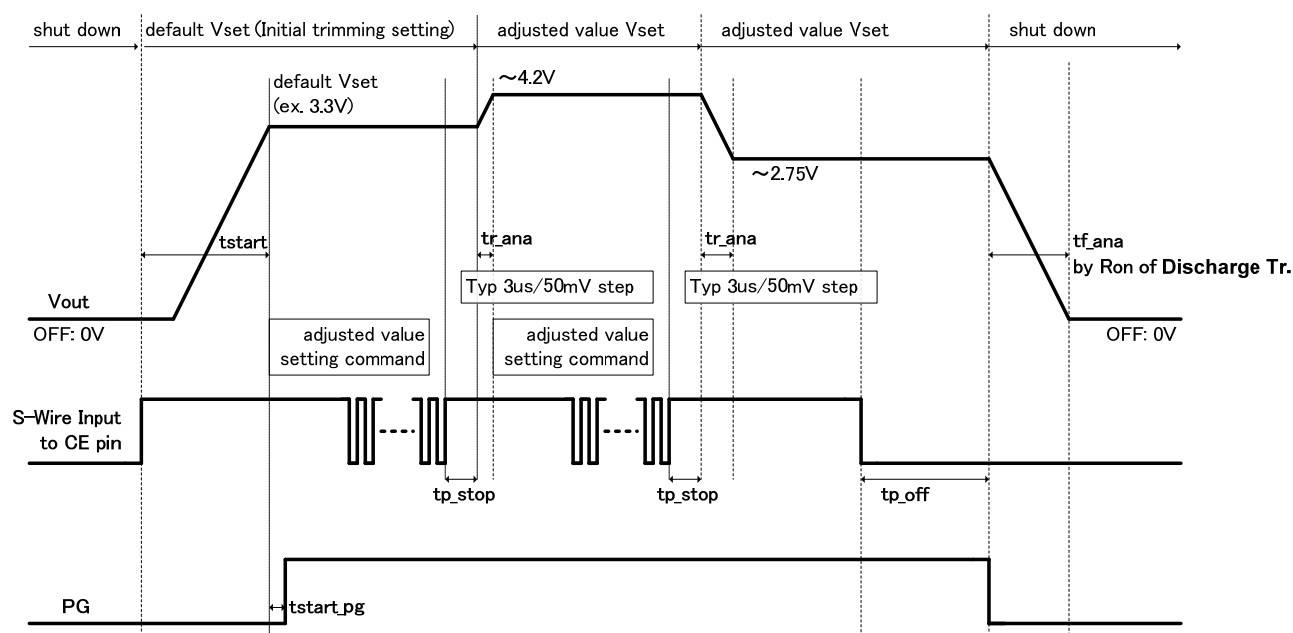 shut down
default Vset (Initial trimming setting)
adjusted value Vset
adjusted value Vset
shut down
default Vset
(ex. 3.3V)
~4.2V
~2.75V
tstart
tr_ana
tr_ana
tf_ana
by Ron of Discharge Tr.
Typ 3us/50mV step
Typ 3us/50mV step
Vout
OFF: 0V
OFF: 0V
adjusted value
setting command
adjusted value
setting command
S-Wire Input
to CE pin
tp_stop
tp_stop
tp_off
PG
tstart_pg